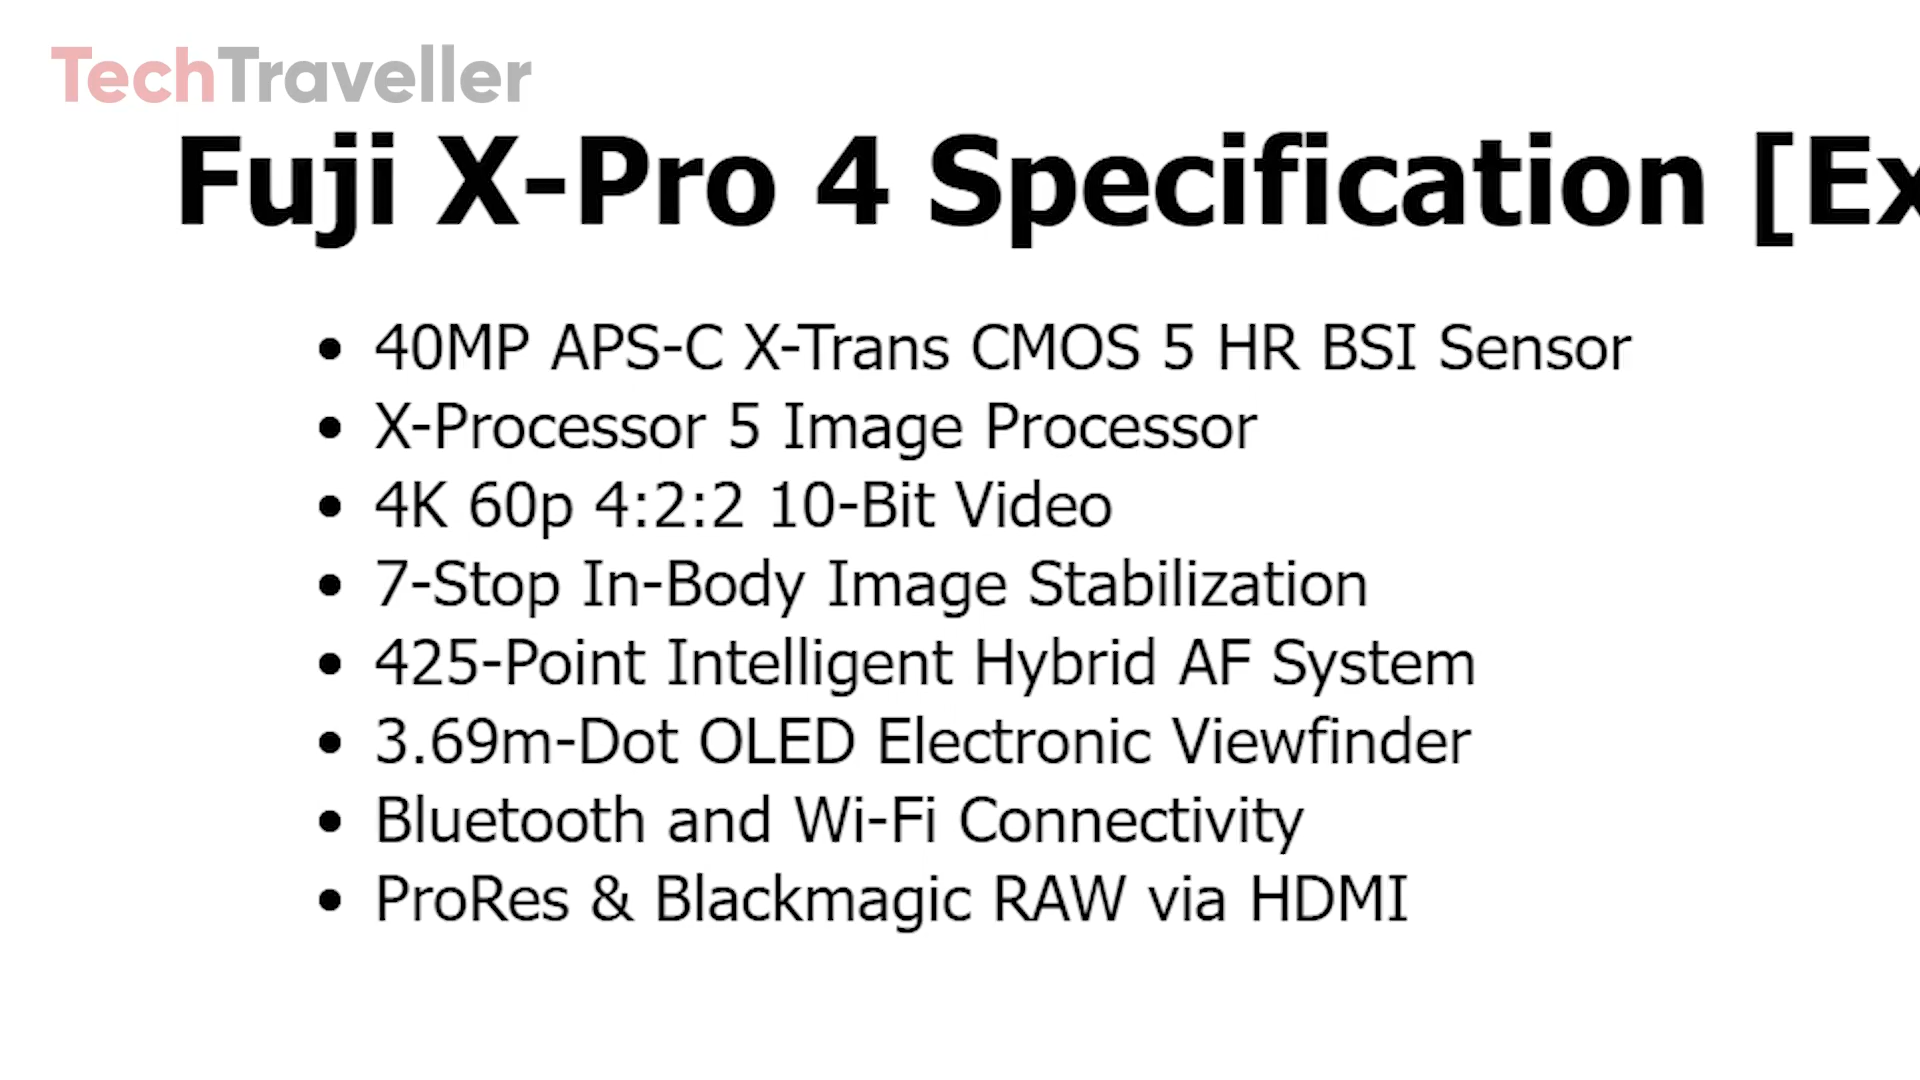 TechTraveller
Fuji X-Pro 4 Specification [Ex
40MP APS-C X-Trans CMOS 5 HR BSI Sensor
X-Processor 5 Image Processor
4K 60p 4:2:2 10-Bit Video
7-Stop In-Body Image Stabilization
425-Point Intelligent Hybrid AF System
3.69m-Dot OLED Electronic Viewfinder
Bluetooth and Wi-Fi Connectivity
ProRes & Blackmagic RAW via HDMI